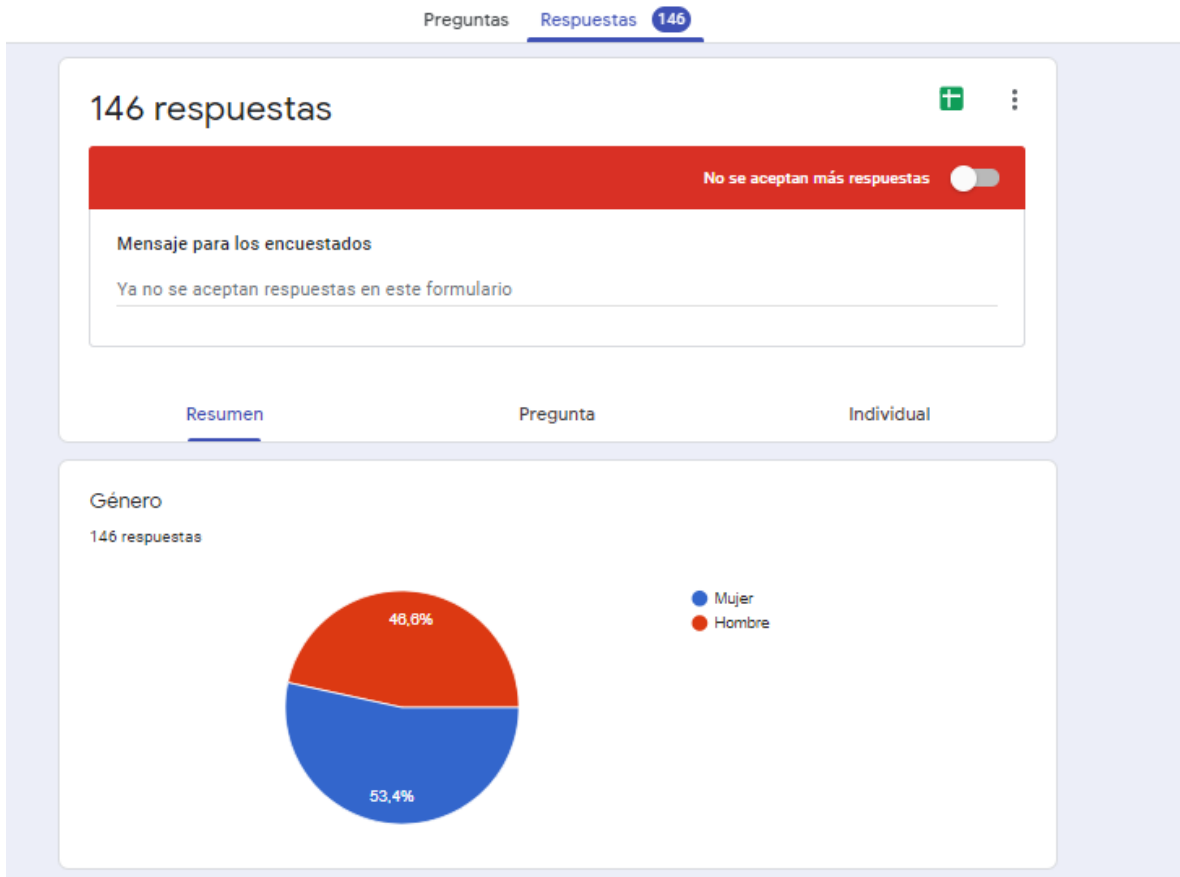 Preguntas Respuestas 146
146 respuestas
No se aceptan más respuestas
Mensaje para los encuestados
Ya no se aceptan respuestas en este formulario
Resumen Pregunta Individual
Género
146 respuestas
46,6%
53,4%
Mujer
Hombre